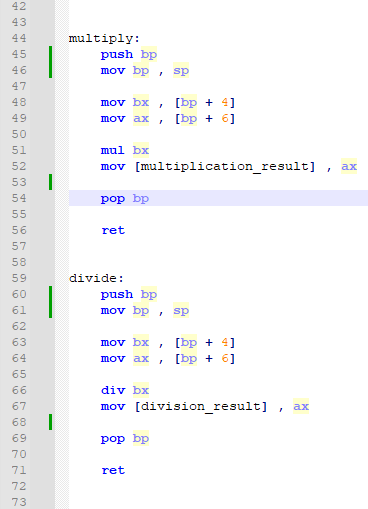 42
43
44 multiply:
45 push bp
46 mov bp , sp
47
48 mov bx , [bp + 4]
49 mov ax , [bp + 6]
50
51 mul bx
52 mov [multiplication_result] , ax
53
54 pop bp
55
56 ret
57
58
59 divide:
60 push bp
61 mov bp , sp
62
63 mov bx , [bp + 4]
64 mov ax , [bp + 6]
65
66 div bx
67 mov [division_result] , ax
68
69 pop bp
70
71 ret
72
73